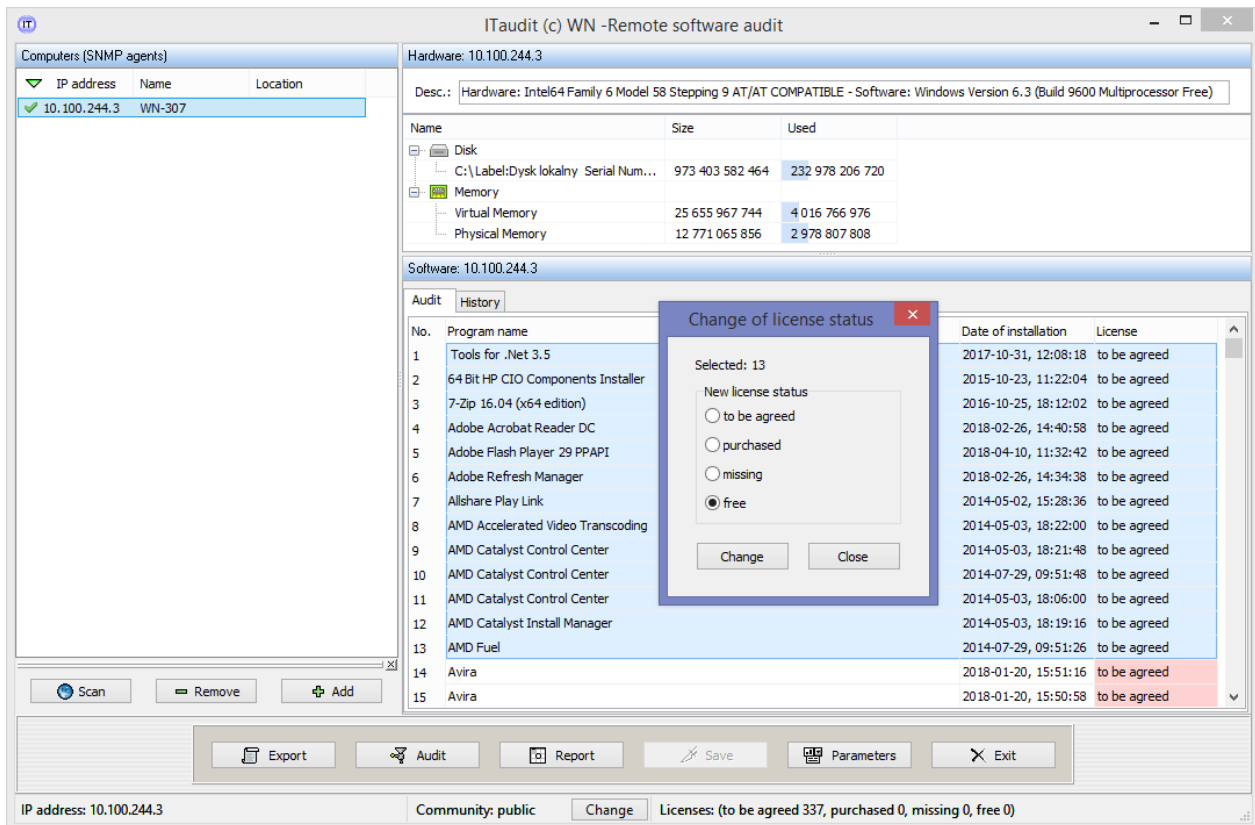 IT ITaudit (c) WN -Remote software audit
Computers (SNMP agents)
IP address Name Location
10.100.244.3 WN-307
Scan Remove Add
Hardware: 10.100.244.3
Desc.: Hardware: Intel64 Family 6 Model 58 Stepping 9 AT/AT COMPATIBLE - Software: Windows Version 6.3 (Build 9600 Multiprocessor Free)
Name Size Used
Disk
C:\ Label:Dysk lokalny Serial Num... 973 403 582 464 232 978 206 720
Memory
Virtual Memory 25 655 967 744 4 016 766 976
Physical Memory 12 771 065 856 2 978 807 808
Software: 10.100.244.3
Audit History
No. Program name Date of installation License
1 Tools for .Net 3.5 2017-10-31, 12:08:18 to be agreed
2 64 Bit HP CIO Components Installer 2015-10-23, 11:22:04 to be agreed
3 7-Zip 16.04 (x64 edition) 2016-10-25, 18:12:02 to be agreed
4 Adobe Acrobat Reader DC 2018-02-26, 14:40:58 to be agreed
5 Adobe Flash Player 29 PPAPI 2018-04-10, 11:32:42 to be agreed
6 Adobe Refresh Manager 2018-02-26, 14:34:38 to be agreed
7 Allshare Play Link 2014-05-02, 15:28:36 to be agreed
8 AMD Accelerated Video Transcoding 2014-05-03, 18:22:00 to be agreed
9 AMD Catalyst Control Center 2014-05-03, 18:21:48 to be agreed
10 AMD Catalyst Control Center 2014-07-29, 09:51:48 to be agreed
11 AMD Catalyst Control Center 2014-05-03, 18:06:00 to be agreed
12 AMD Catalyst Install Manager 2014-05-03, 18:19:16 to be agreed
13 AMD Fuel 2014-07-29, 09:51:26 to be agreed
14 Avira 2018-01-20, 15:51:16 to be agreed
15 Avira 2018-01-20, 15:50:58 to be agreed
Change of license status
Selected: 13
New license status
to be agreed
purchased
missing
free
Change Close
Export Audit Report Save Parameters Exit
IP address: 10.100.244.3 Community: public Change Licenses: (to be agreed 337, purchased 0, missing 0, free 0)